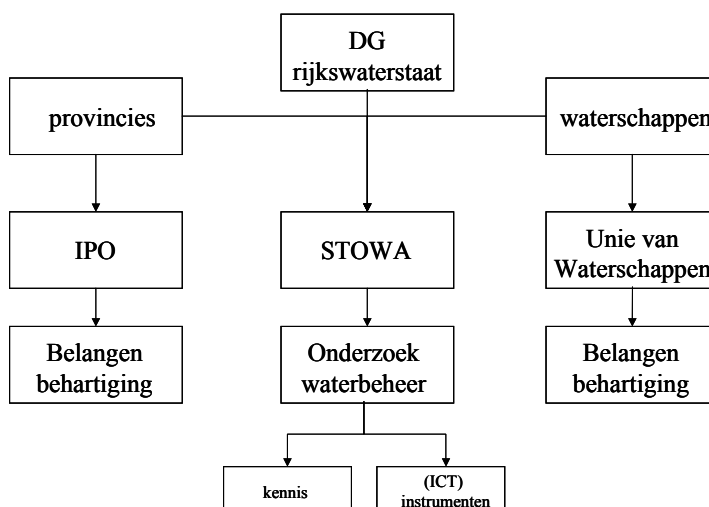 DG
rijkswaterstaat
provincies
waterschappen
IPO
STOWA
Unie van
Waterschappen
Belangen
behartiging
Onderzoek
waterbeheer
Belangen
behartiging
kennis
(ICT)
instrumenten